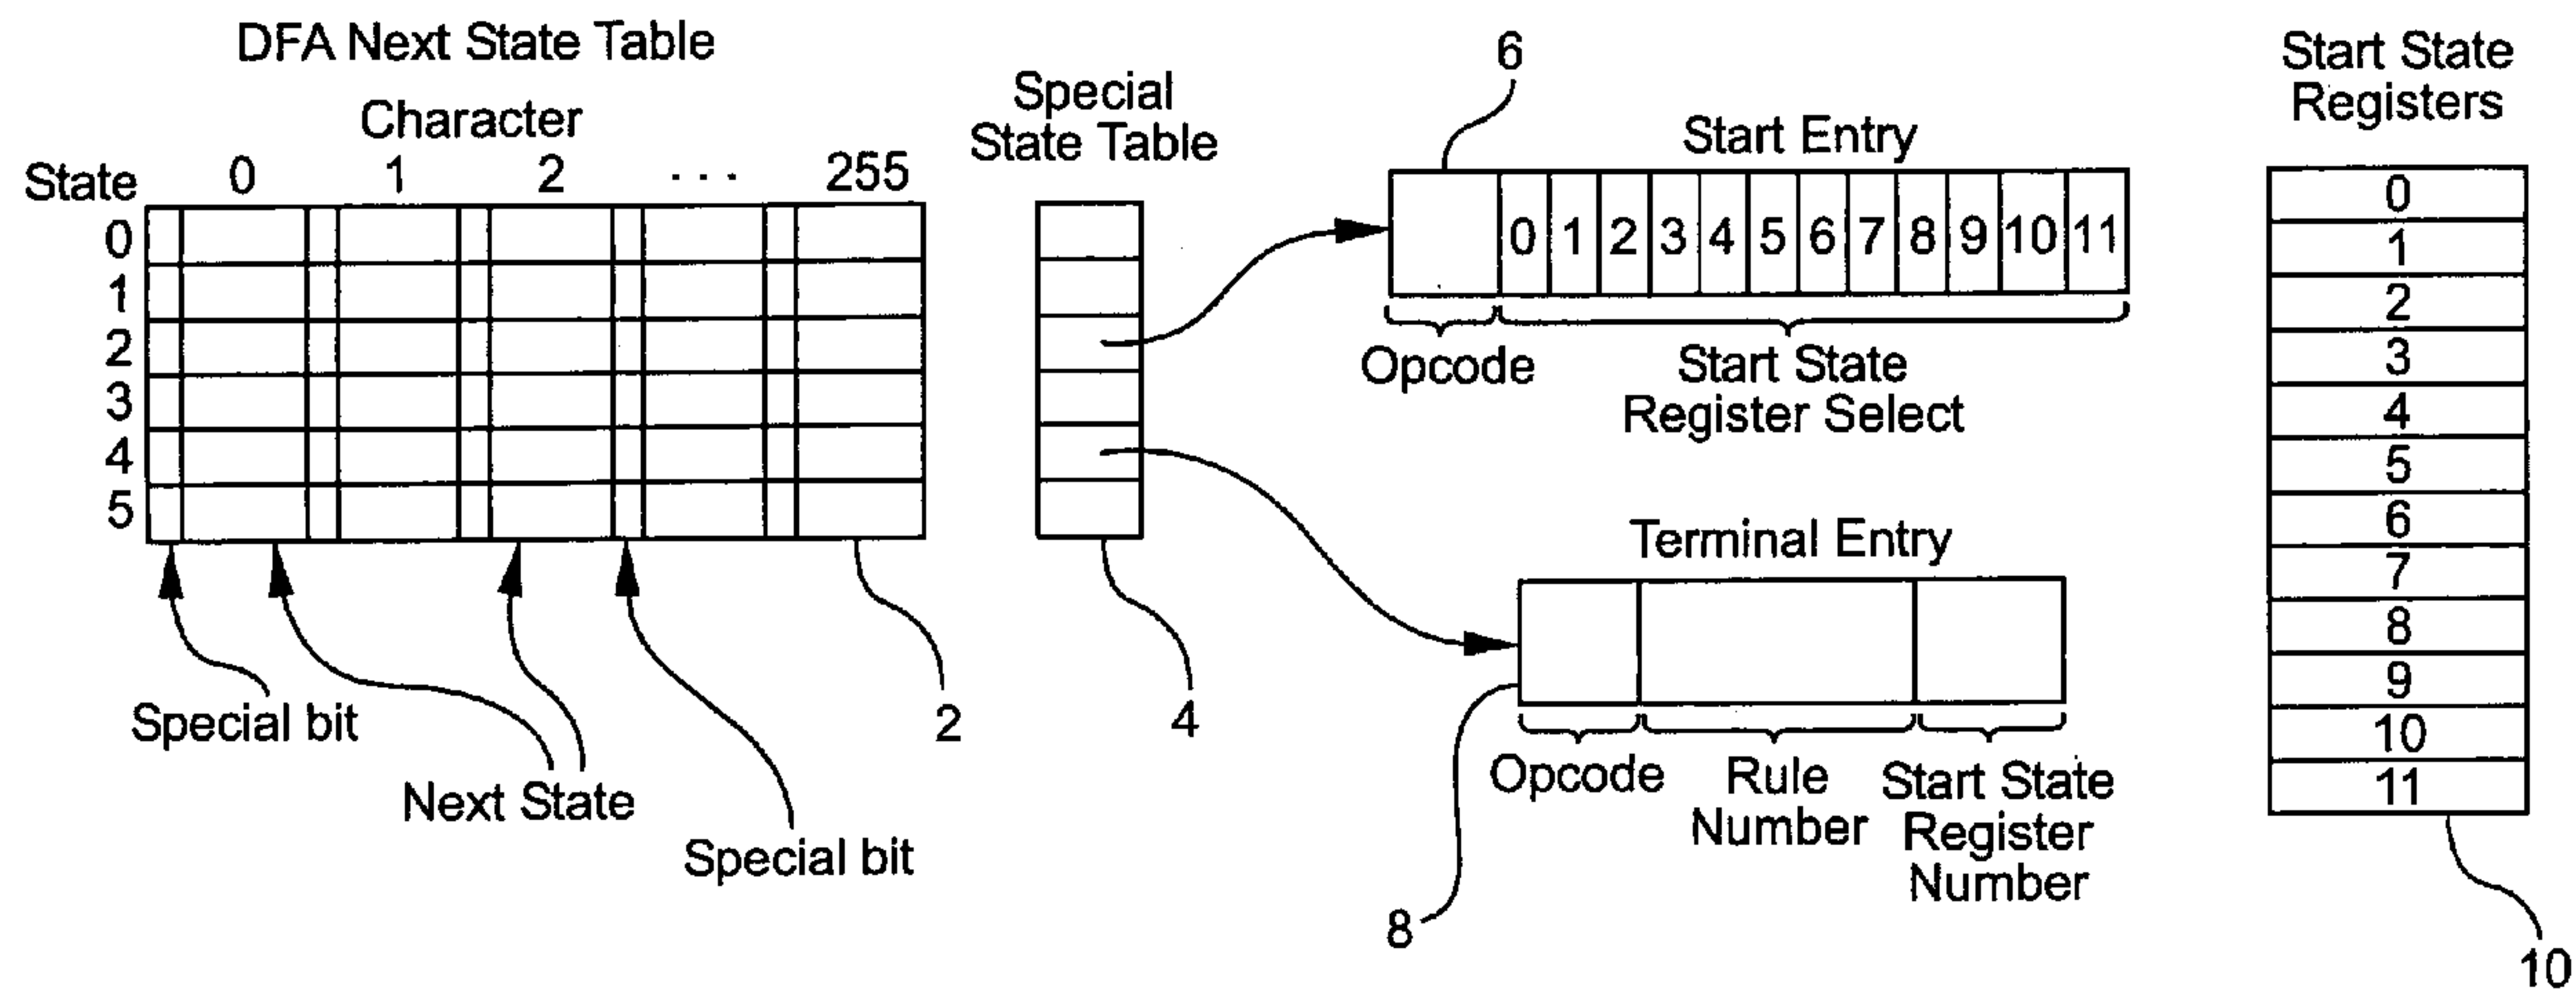 DFA Next State Table
Character
State 0 1 2 ... 255
0
1
2
3
4
5
Special bit
Next State
Special bit
2
Special
State Table
4
6
Start Entry
0 1 2 3 4 5 6 7 8 9 10 11
Opcode
Start State
Register Select
Terminal Entry
8
Opcode
Rule
Number
Start State
Register
Number
Start State
Registers
0
1
2
3
4
5
6
7
8
9
10
11
10